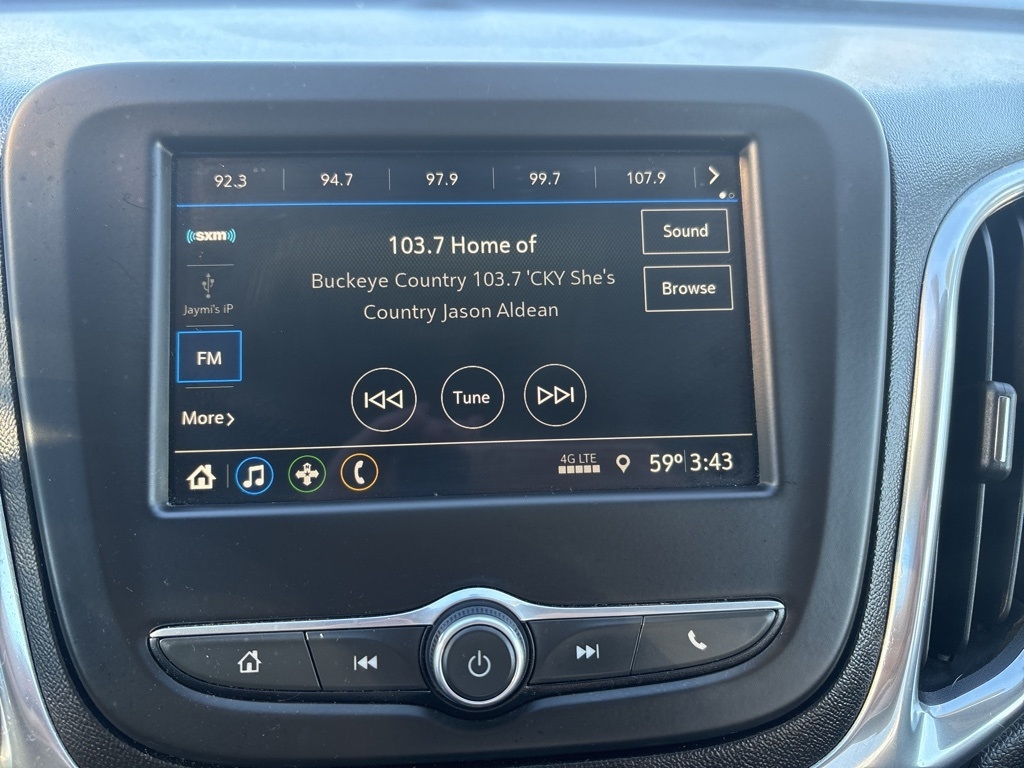 92.3 94.7 97.9 99.7 107.9
sxm
103.7 Home of
Sound
Buckeye Country 103.7 'CKY She's
Browse
Jaymi's iP
Country Jason Aldean
FM
Tune
More
4G LTE
59° 3:43